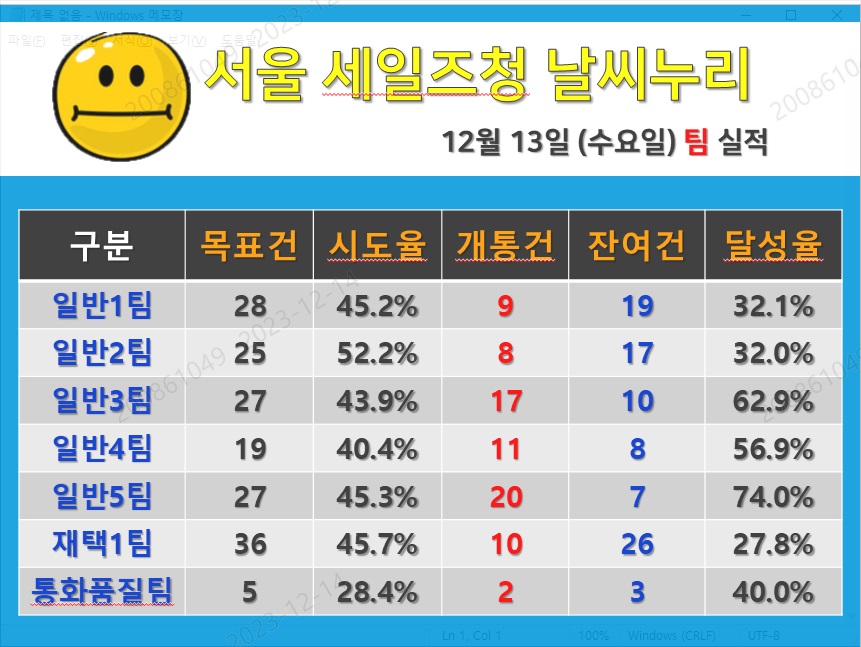 제목 없음 - Windows 메모장
파일(F) 편집 서식(O) 보기(V) 도움말
서울 세일즈청 날씨누리
12월 13일 (수요일) 팀 실적
구분 목표건 시도율 개통건 잔여건 달성율
일반1팀 28 45.2% 9 19 32.1%
일반2팀 25 52.2% 8 17 32.0%
일반3팀 27 43.9% 17 10 62.9%
일반4팀 19 40.4% 11 8 56.9%
일반5팀 27 45.3% 20 7 74.0%
재택1팀 36 45.7% 10 26 27.8%
통화품질팀 5 28.4% 2 3 40.0%
Ln 1, Col 1 100% Windows (CRLF) UTF-8
200861049 2023-12-14